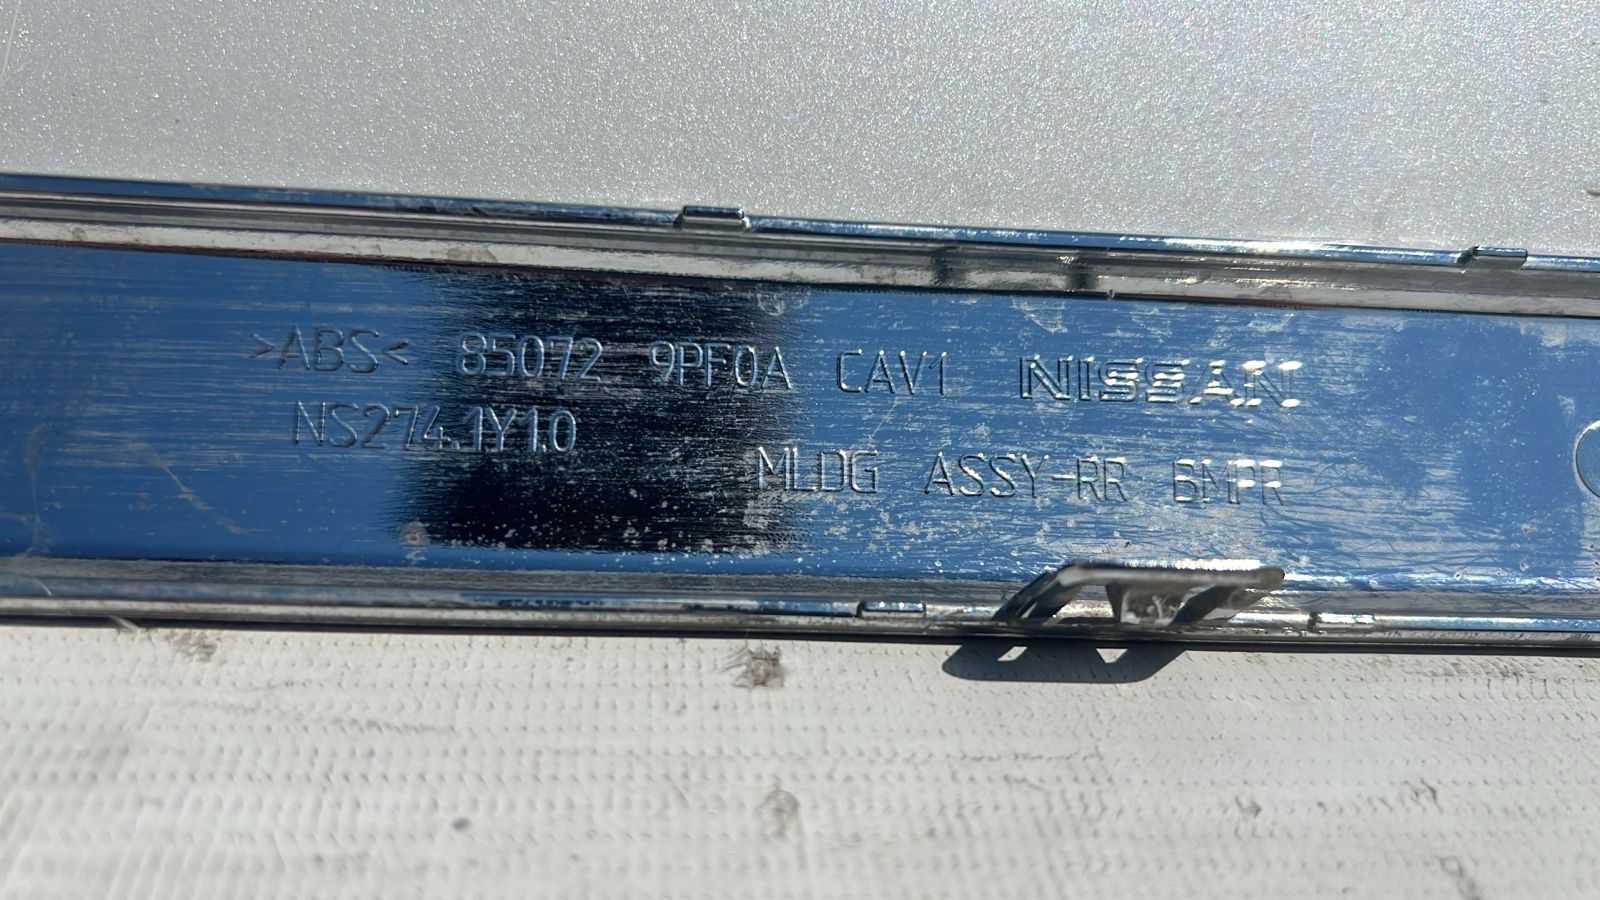 >ABS< 85072 9PF0A CAV1 NISSAN
NS274.1Y1.0
MLDG ASSY-RR BMPR